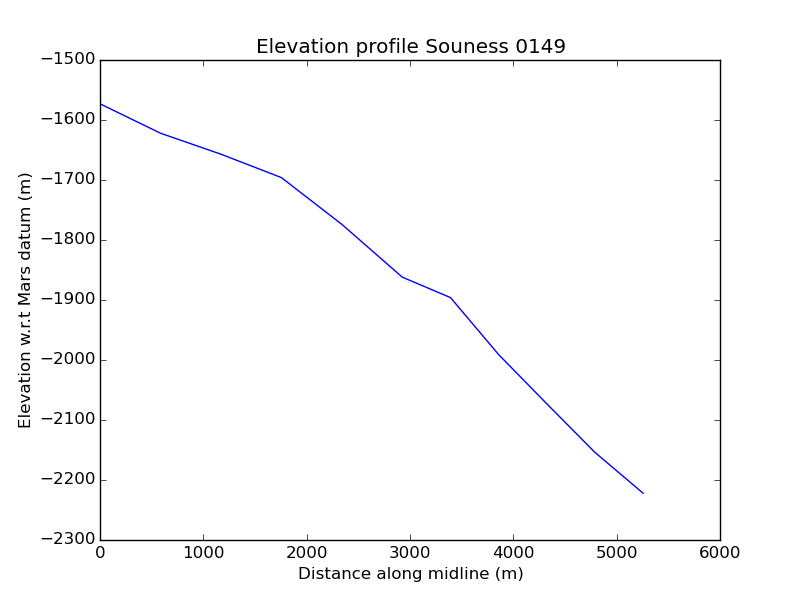 Elevation profile Souness 0149
−1500
−1600
−1700
−1800
−1900
−2000
−2100
−2200
−2300
Elevation w.r.t Mars datum (m)
0 1000 2000 3000 4000 5000 6000
Distance along midline (m)